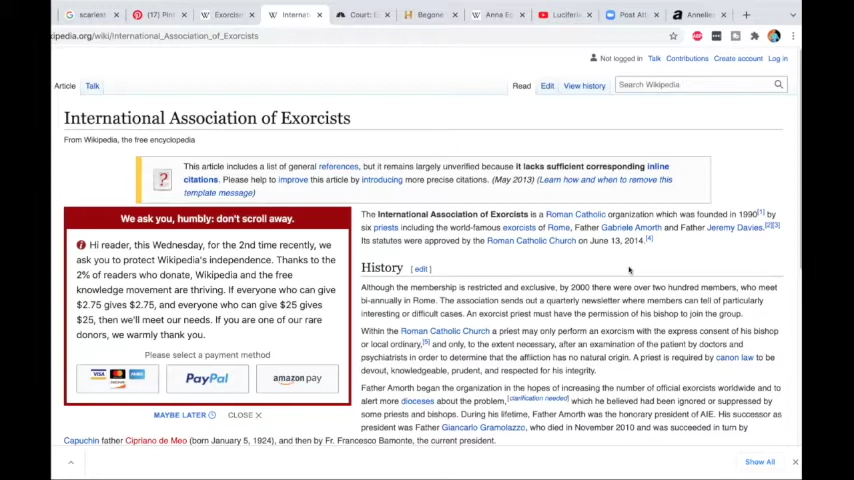 scariest
(17) Pin
Exorcis
Internat
Court: E
Begone
Anna Eg
Luciferi
Post Att
Annelie
pedia.org/wiki/International_Association_of_Exorcists
ABP
Not logged in Talk Contributions Create account Log in
Article Talk Read Edit View history Search Wikipedia
International Association of Exorcists
From Wikipedia, the free encyclopedia
This article includes a list of general references, but it remains largely unverified because it lacks sufficient corresponding inline
citations. Please help to improve this article by introducing more precise citations. (May 2013) (Learn how and when to remove this
template message)
We ask you, humbly: don't scroll away.
Hi reader, this Wednesday, for the 2nd time recently, we
ask you to protect Wikipedia's independence. Thanks to the
2% of readers who donate, Wikipedia and the free
knowledge movement are thriving. If everyone who can give
$2.75 gives $2.75, and everyone who can give $25 gives
$25, then we'll meet our needs. If you are one of our rare
donors, we warmly thank you.
Please select a payment method
VISA PayPal amazon pay
MAYBE LATER CLOSE X
The International Association of Exorcists is a Roman Catholic organization which was founded in 1990[1] by
six priests including the world-famous exorcists of Rome, Father Gabriele Amorth and Father Jeremy Davies.[2][3]
Its statutes were approved by the Roman Catholic Church on June 13, 2014.[4]
History [ edit ]
Although the membership is restricted and exclusive, by 2000 there were over two hundred members, who meet
bi-annually in Rome. The association sends out a quarterly newsletter where members can tell of particularly
interesting or difficult cases. An exorcist priest must have the permission of his bishop to join the group.
Within the Roman Catholic Church a priest may only perform an exorcism with the express consent of his bishop
or local ordinary,[5] and only, to the extent necessary, after an examination of the patient by doctors and
psychiatrists in order to determine that the affliction has no natural origin. A priest is required by canon law to be
devout, knowledgeable, prudent, and respected for his integrity.
Father Amorth began the organization in the hopes of increasing the number of official exorcists worldwide and to
alert more dioceses about the problem,[clarification needed] which he believed had been ignored or suppressed by
some priests and bishops. During his lifetime, Father Amorth was the honorary president of AIE. His successor as
president was Father Giancarlo Gramolazzo, who died in November 2010 and was succeeded in turn by
Capuchin father Cipriano de Meo (born January 5, 1924), and then by Fr. Francesco Bamonte, the current president.
Show All